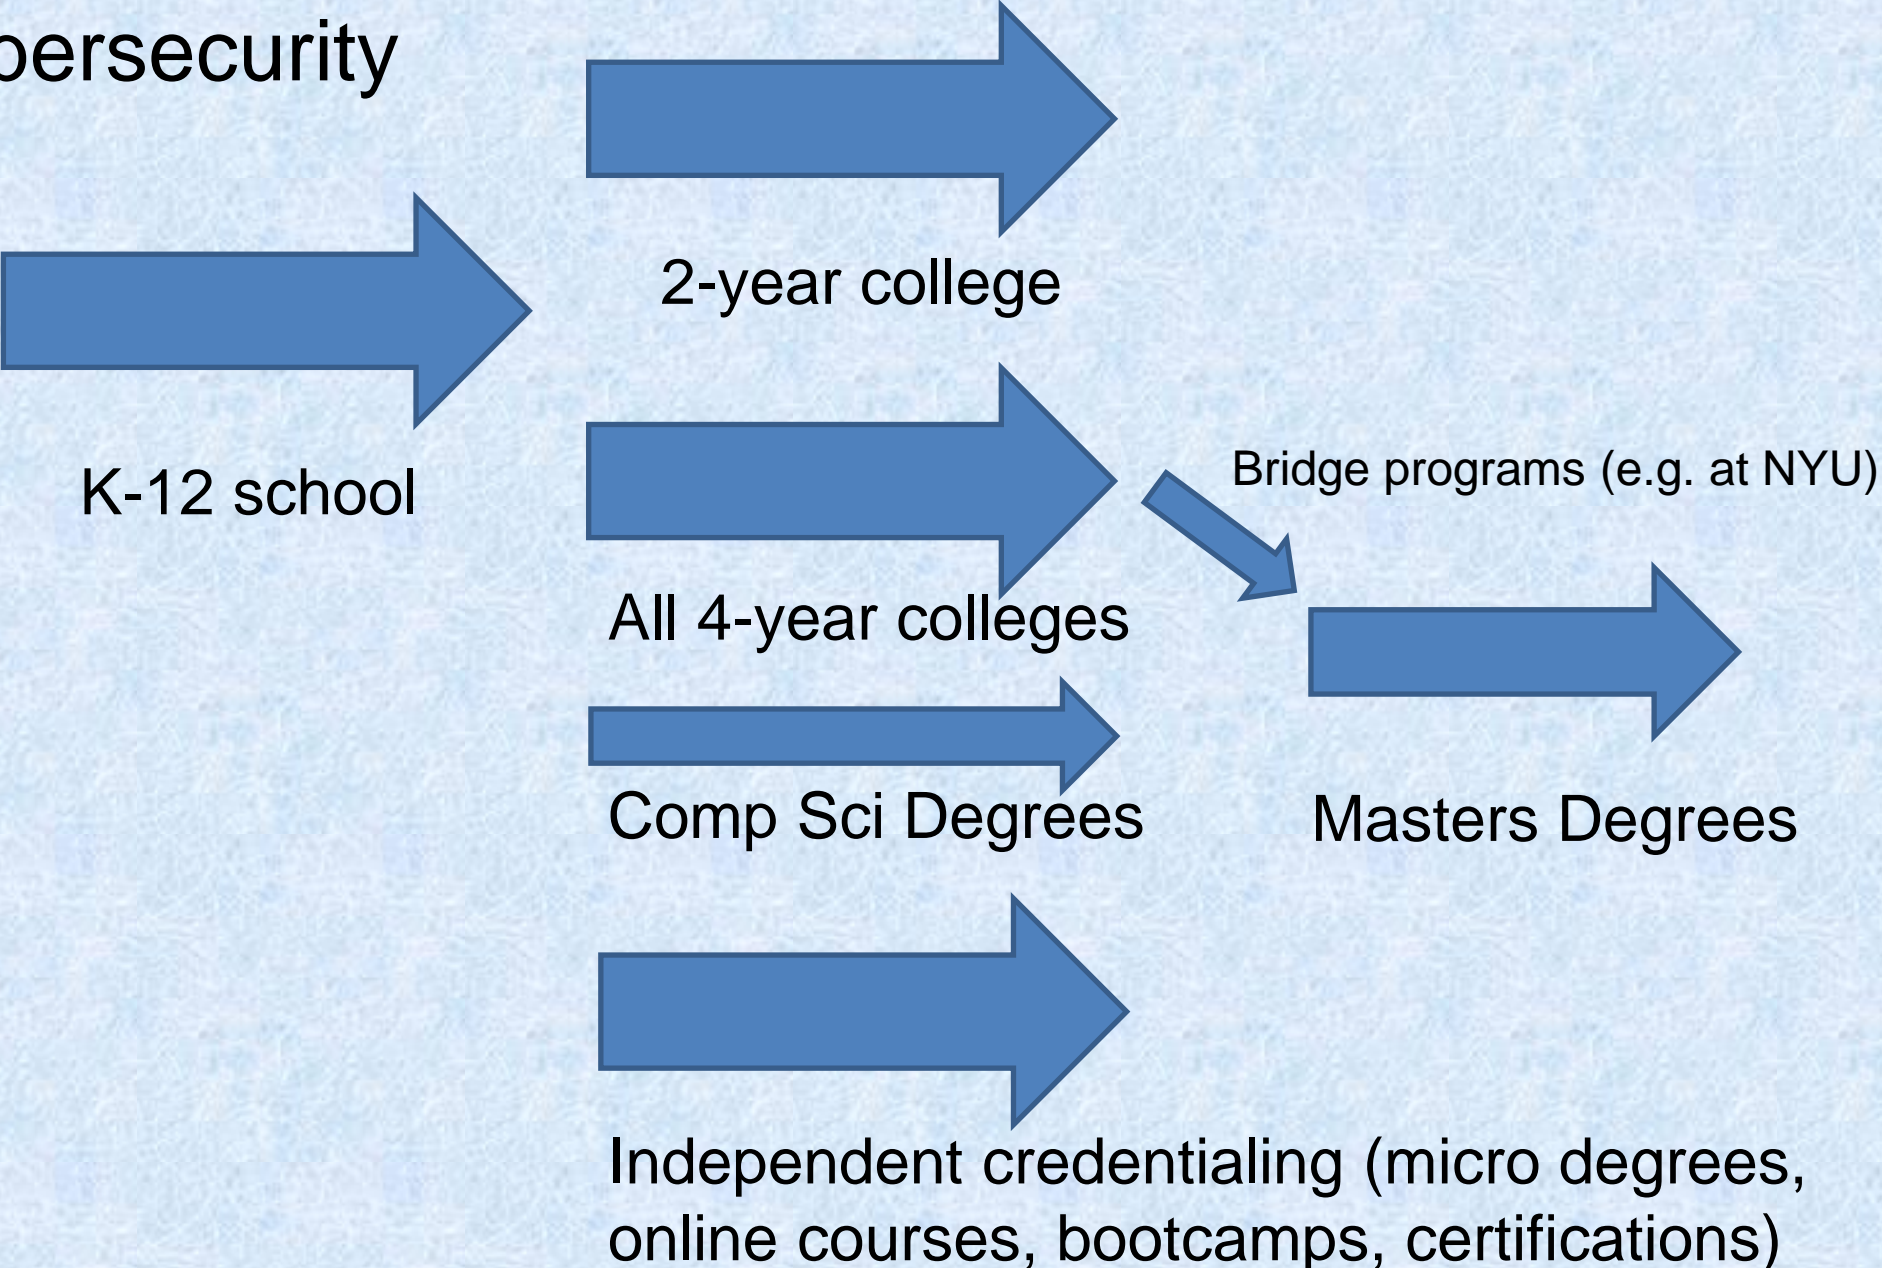 persecurity
2-year college
K-12 school
Bridge programs (e.g. at NYU)
All 4-year colleges
Comp Sci Degrees
Masters Degrees
Independent credentialing (micro degrees,
online courses, bootcamps, certifications)